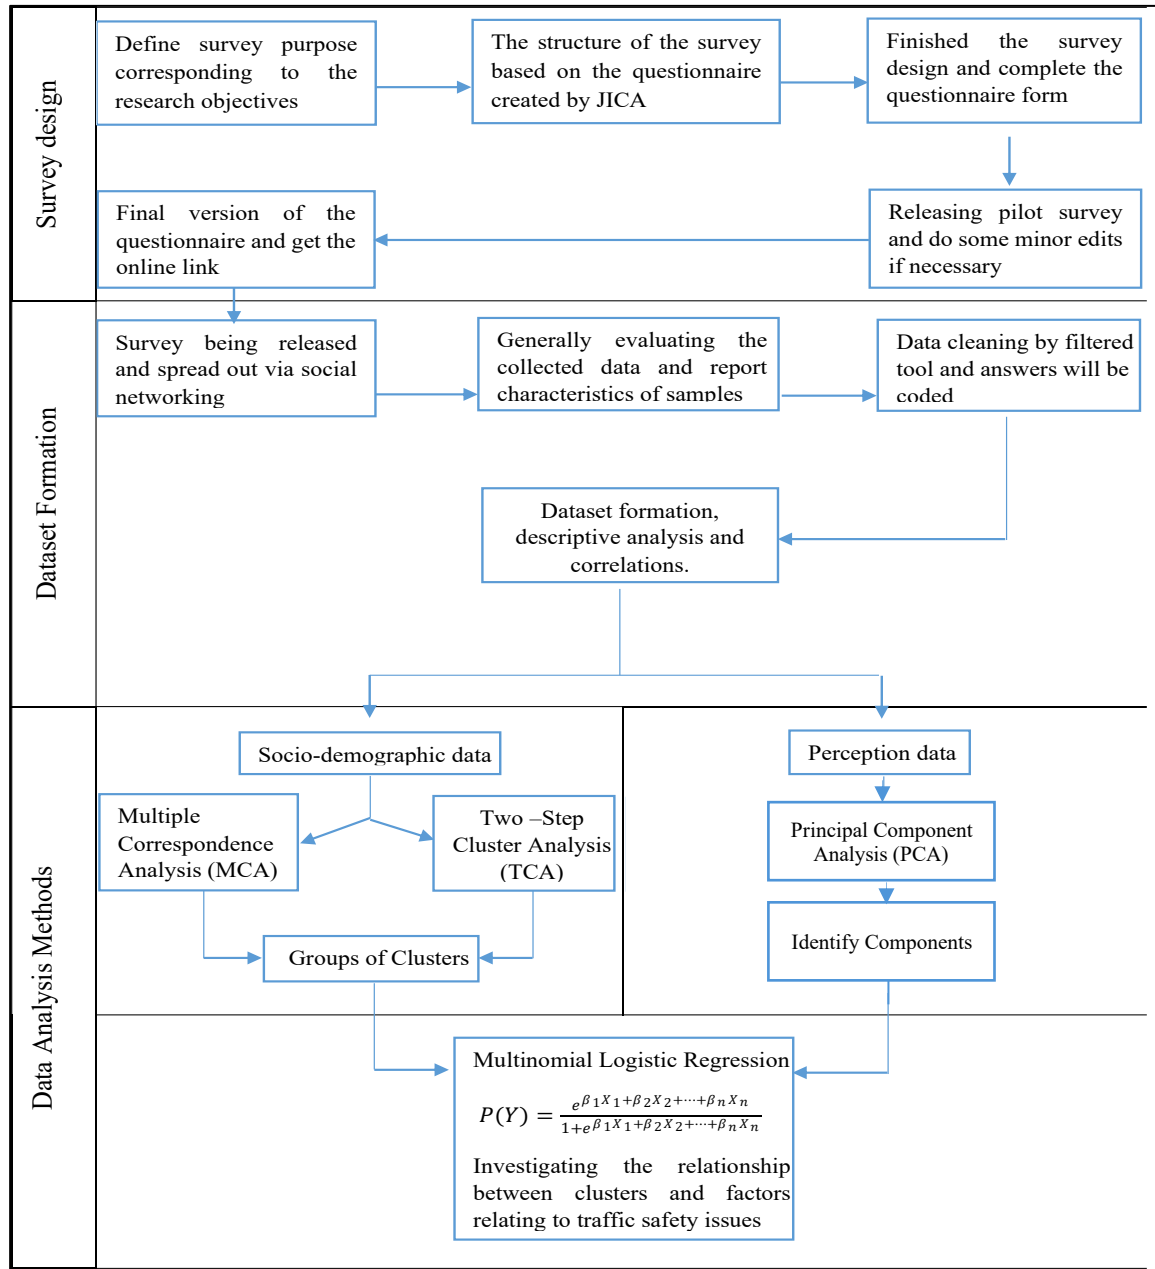 Survey design
Define survey purpose
corresponding to the
research objectives
The structure of the survey
based on the questionnaire
created by JICA
Finished the survey
design and complete the
questionnaire form
Releasing pilot survey
and do some minor edits
if necessary
Final version of the
questionnaire and get the
online link
Dataset Formation
Survey being released
and spread out via social
networking
Generally evaluating the
collected data and report
characteristics of samples
Data cleaning by filtered
tool and answers will be
coded
Dataset formation,
descriptive analysis and
correlations.
Data Analysis Methods
Socio-demographic data
Multiple
Correspondence
Analysis (MCA)
Two –Step
Cluster Analysis
(TCA)
Groups of Clusters
Perception data
Principal Component
Analysis (PCA)
Identify Components
Multinomial Logistic Regression
P(Y) = e^{β1X1+β2X2+⋯+βnXn} / 1+e^{β1X1+β2X2+⋯+βnXn}
Investigating the relationship
between clusters and factors
relating to traffic safety issues